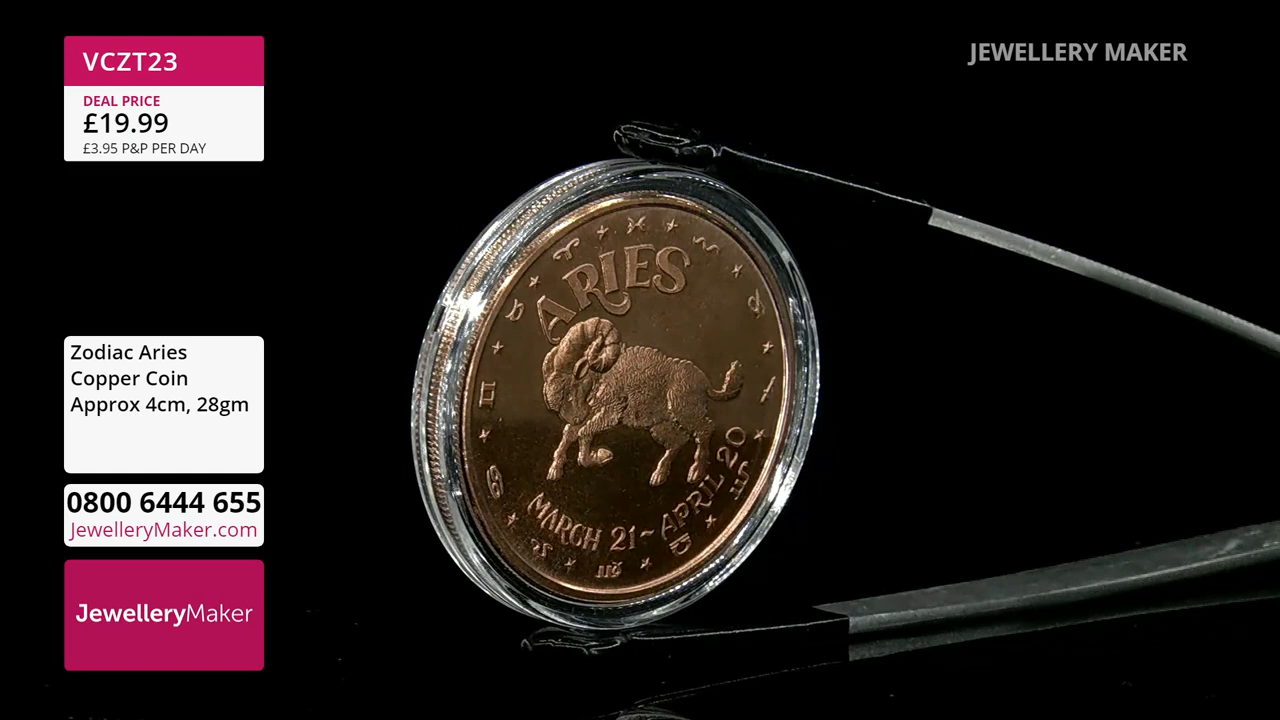 VCZT23
DEAL PRICE
£19.99
£3.95 P&P PER DAY
JEWELLERY MAKER
Zodiac Aries
Copper Coin
Approx 4cm, 28gm
0800 6444 655
JewelleryMaker.com
JewelleryMaker
ARIES
MARCH 21~APRIL 20